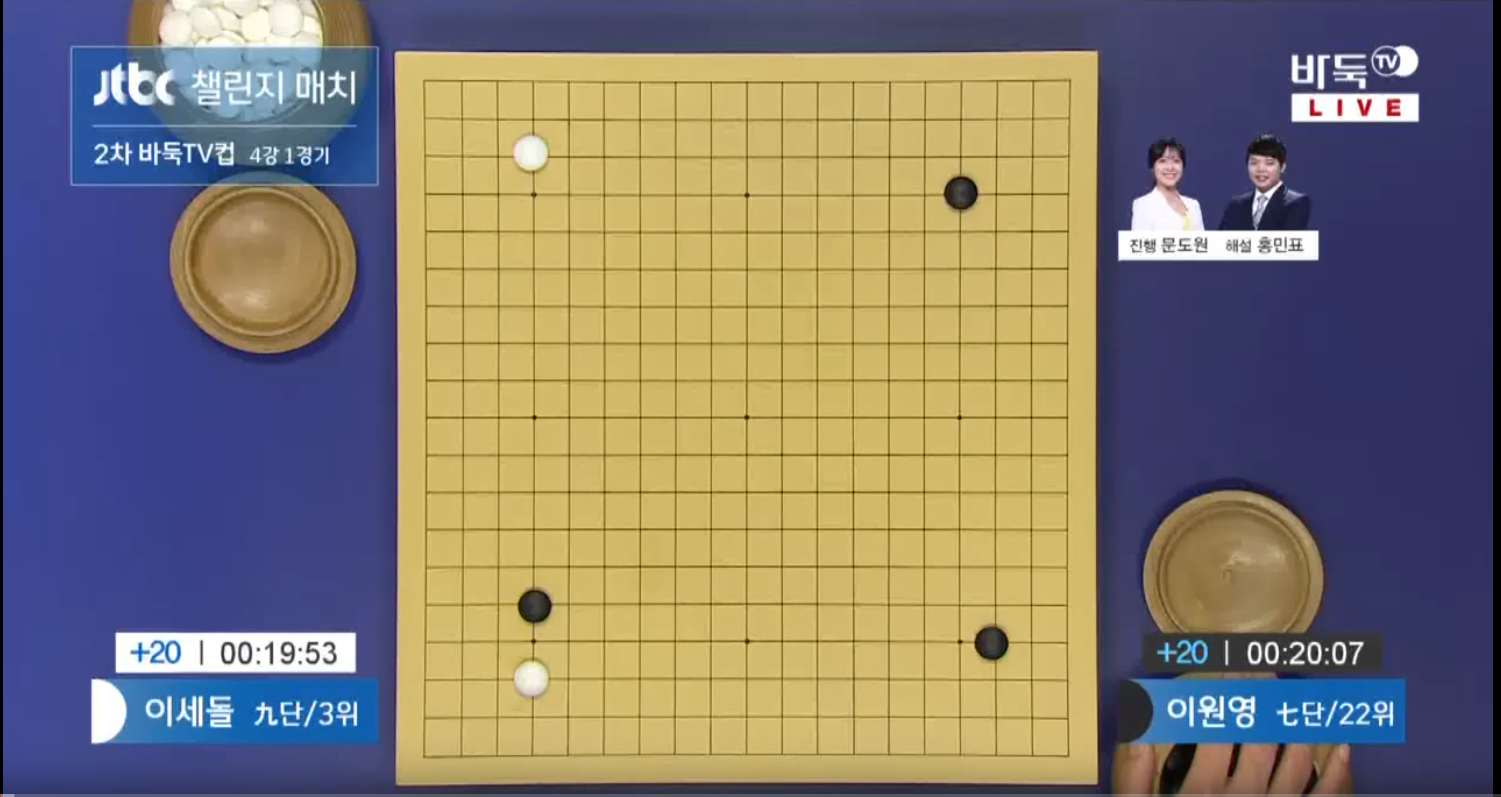 Jtbc 챌린지 매치
2차 바둑TV컵 4강 1경기
바둑TV
LIVE
진행 문도원 해설 홍민표
+20 | 00:19:53
이세돌 九단/3위
+20 | 00:20:07
이원영 七단/22위